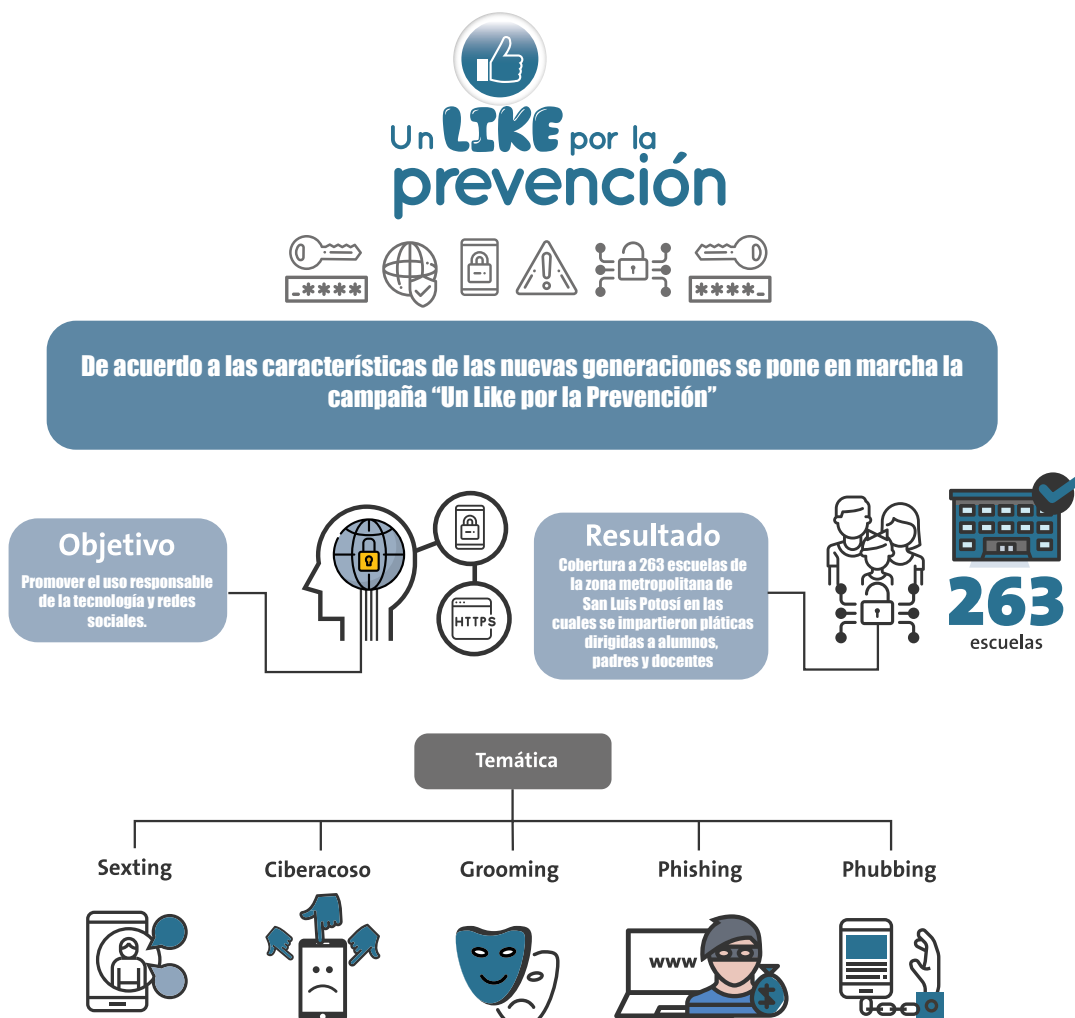 Un LIKE por la
prevención
_****
****_
De acuerdo a las características de las nuevas generaciones se pone en marcha la
campaña “Un Like por la Prevención”
Objetivo
Promover el uso responsable
de la tecnología y redes
sociales.
HTTPS
Resultado
Cobertura a 263 escuelas de
la zona metropolitana de
San Luis Potosí en las
cuales se impartieron pláticas
dirigidas a alumnos,
padres y docentes
263
escuelas
Temática
Sexting
Ciberacoso
Grooming
Phishing
Phubbing
www
$